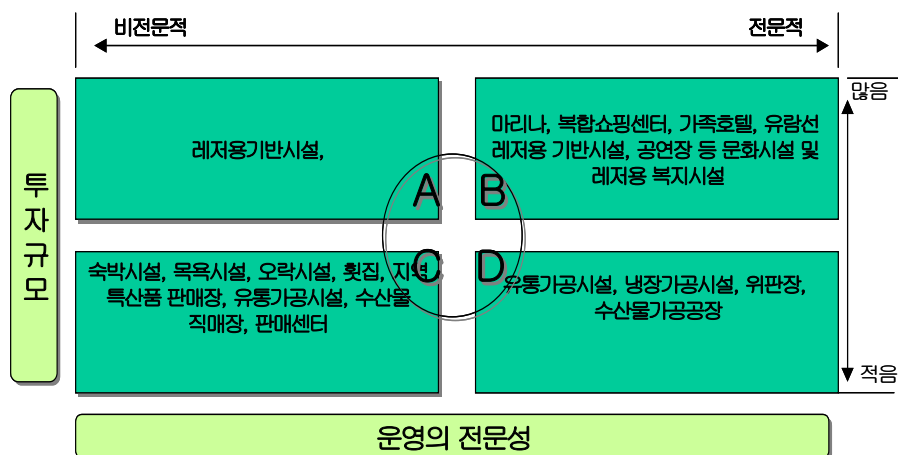 비전문적
전문적
많음
레저용기반시설,
마리나, 복합쇼핑센터, 가족호텔, 유람선
레저용 기반시설, 공연장 등 문화시설 및
레저용 복지시설
A
B
투자규모
C
D
숙박시설, 목욕시설, 오락시설, 횟집, 지역
특산품 판매장, 유통가공시설, 수산물
직매장, 판매센터
유통가공시설, 냉장가공시설, 위판장,
수산물가공공장
적음
운영의 전문성